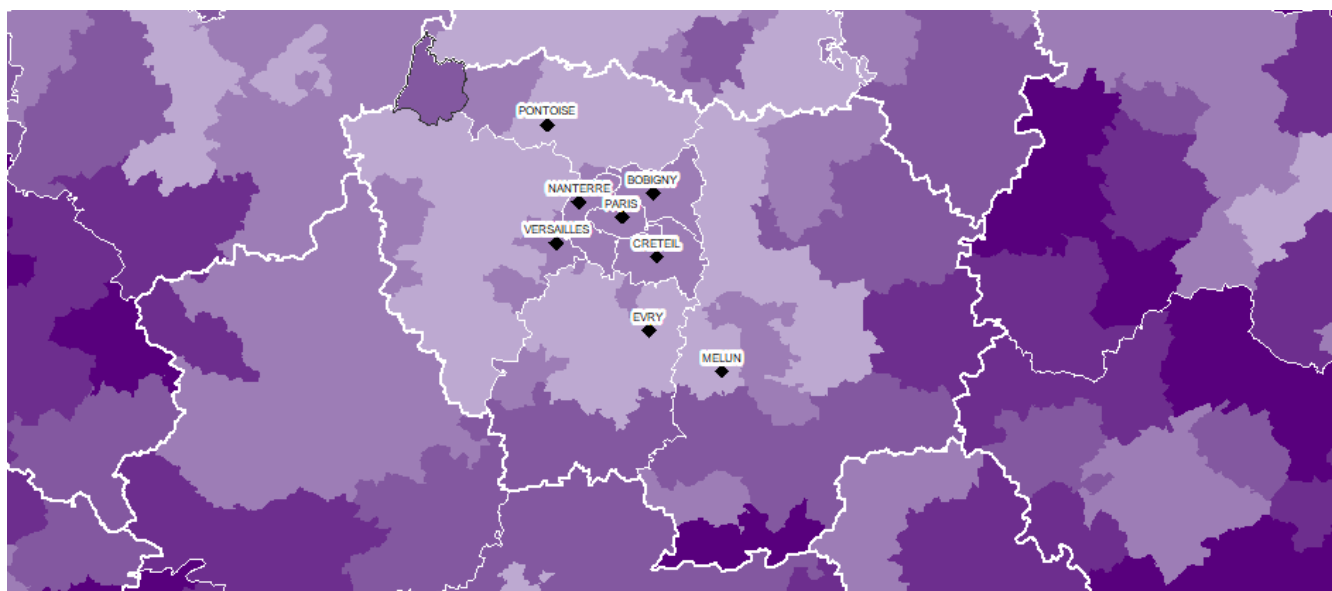 PONTOISE
BOBIGNY
NANTERRE
PARIS
VERSAILLES
CRETEIL
EVRY
MELUN